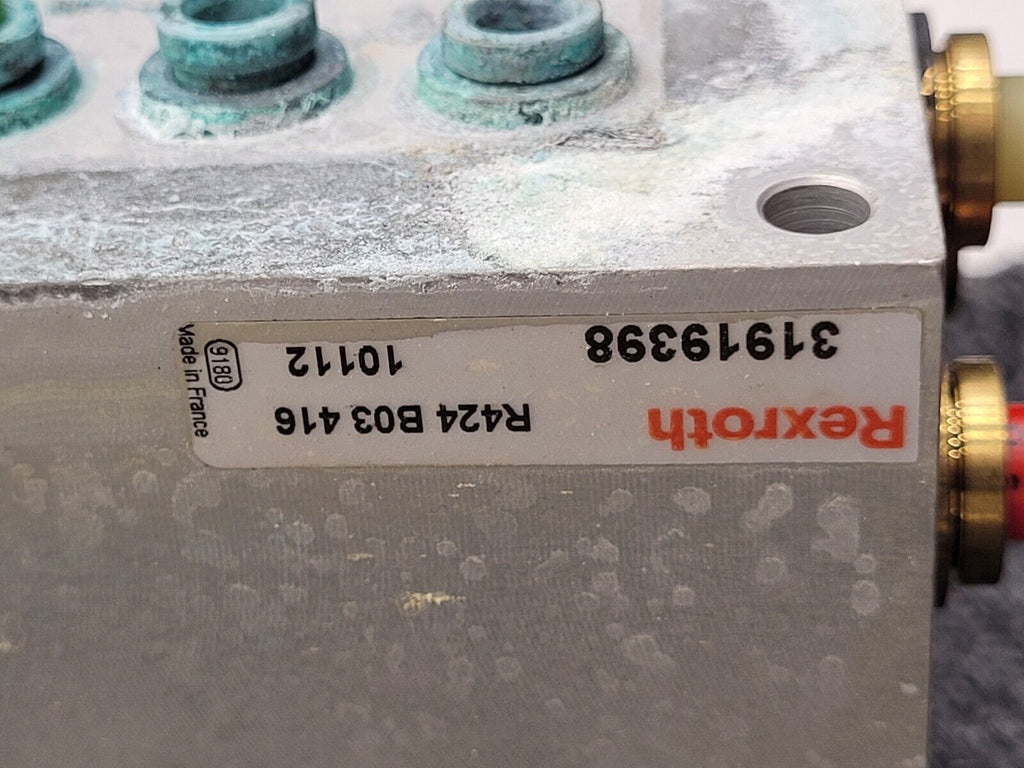 Rexroth
R424 B03 416
31919398
10112
9180
Made in France